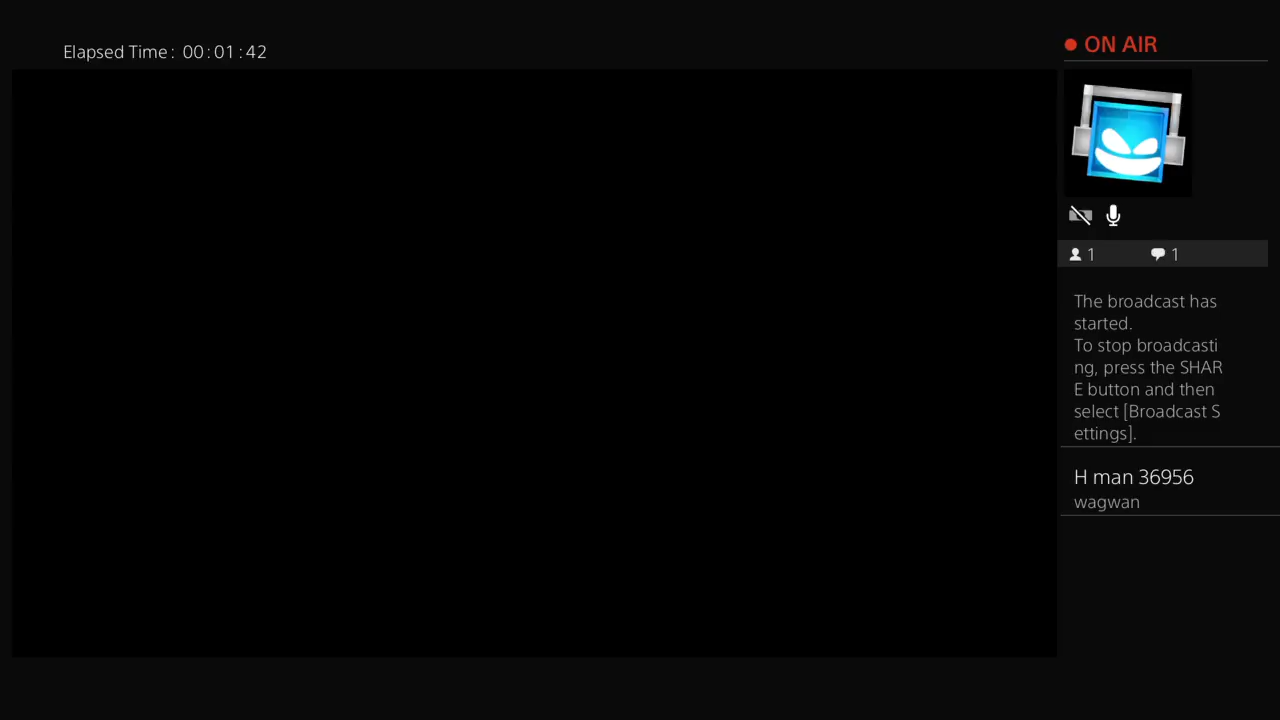 Elapsed Time: 00:01:42
ON AIR
1 1
The broadcast has
started.
To stop broadcasti
ng, press the SHAR
E button and then
select [Broadcast S
ettings].
H man 36956
wagwan